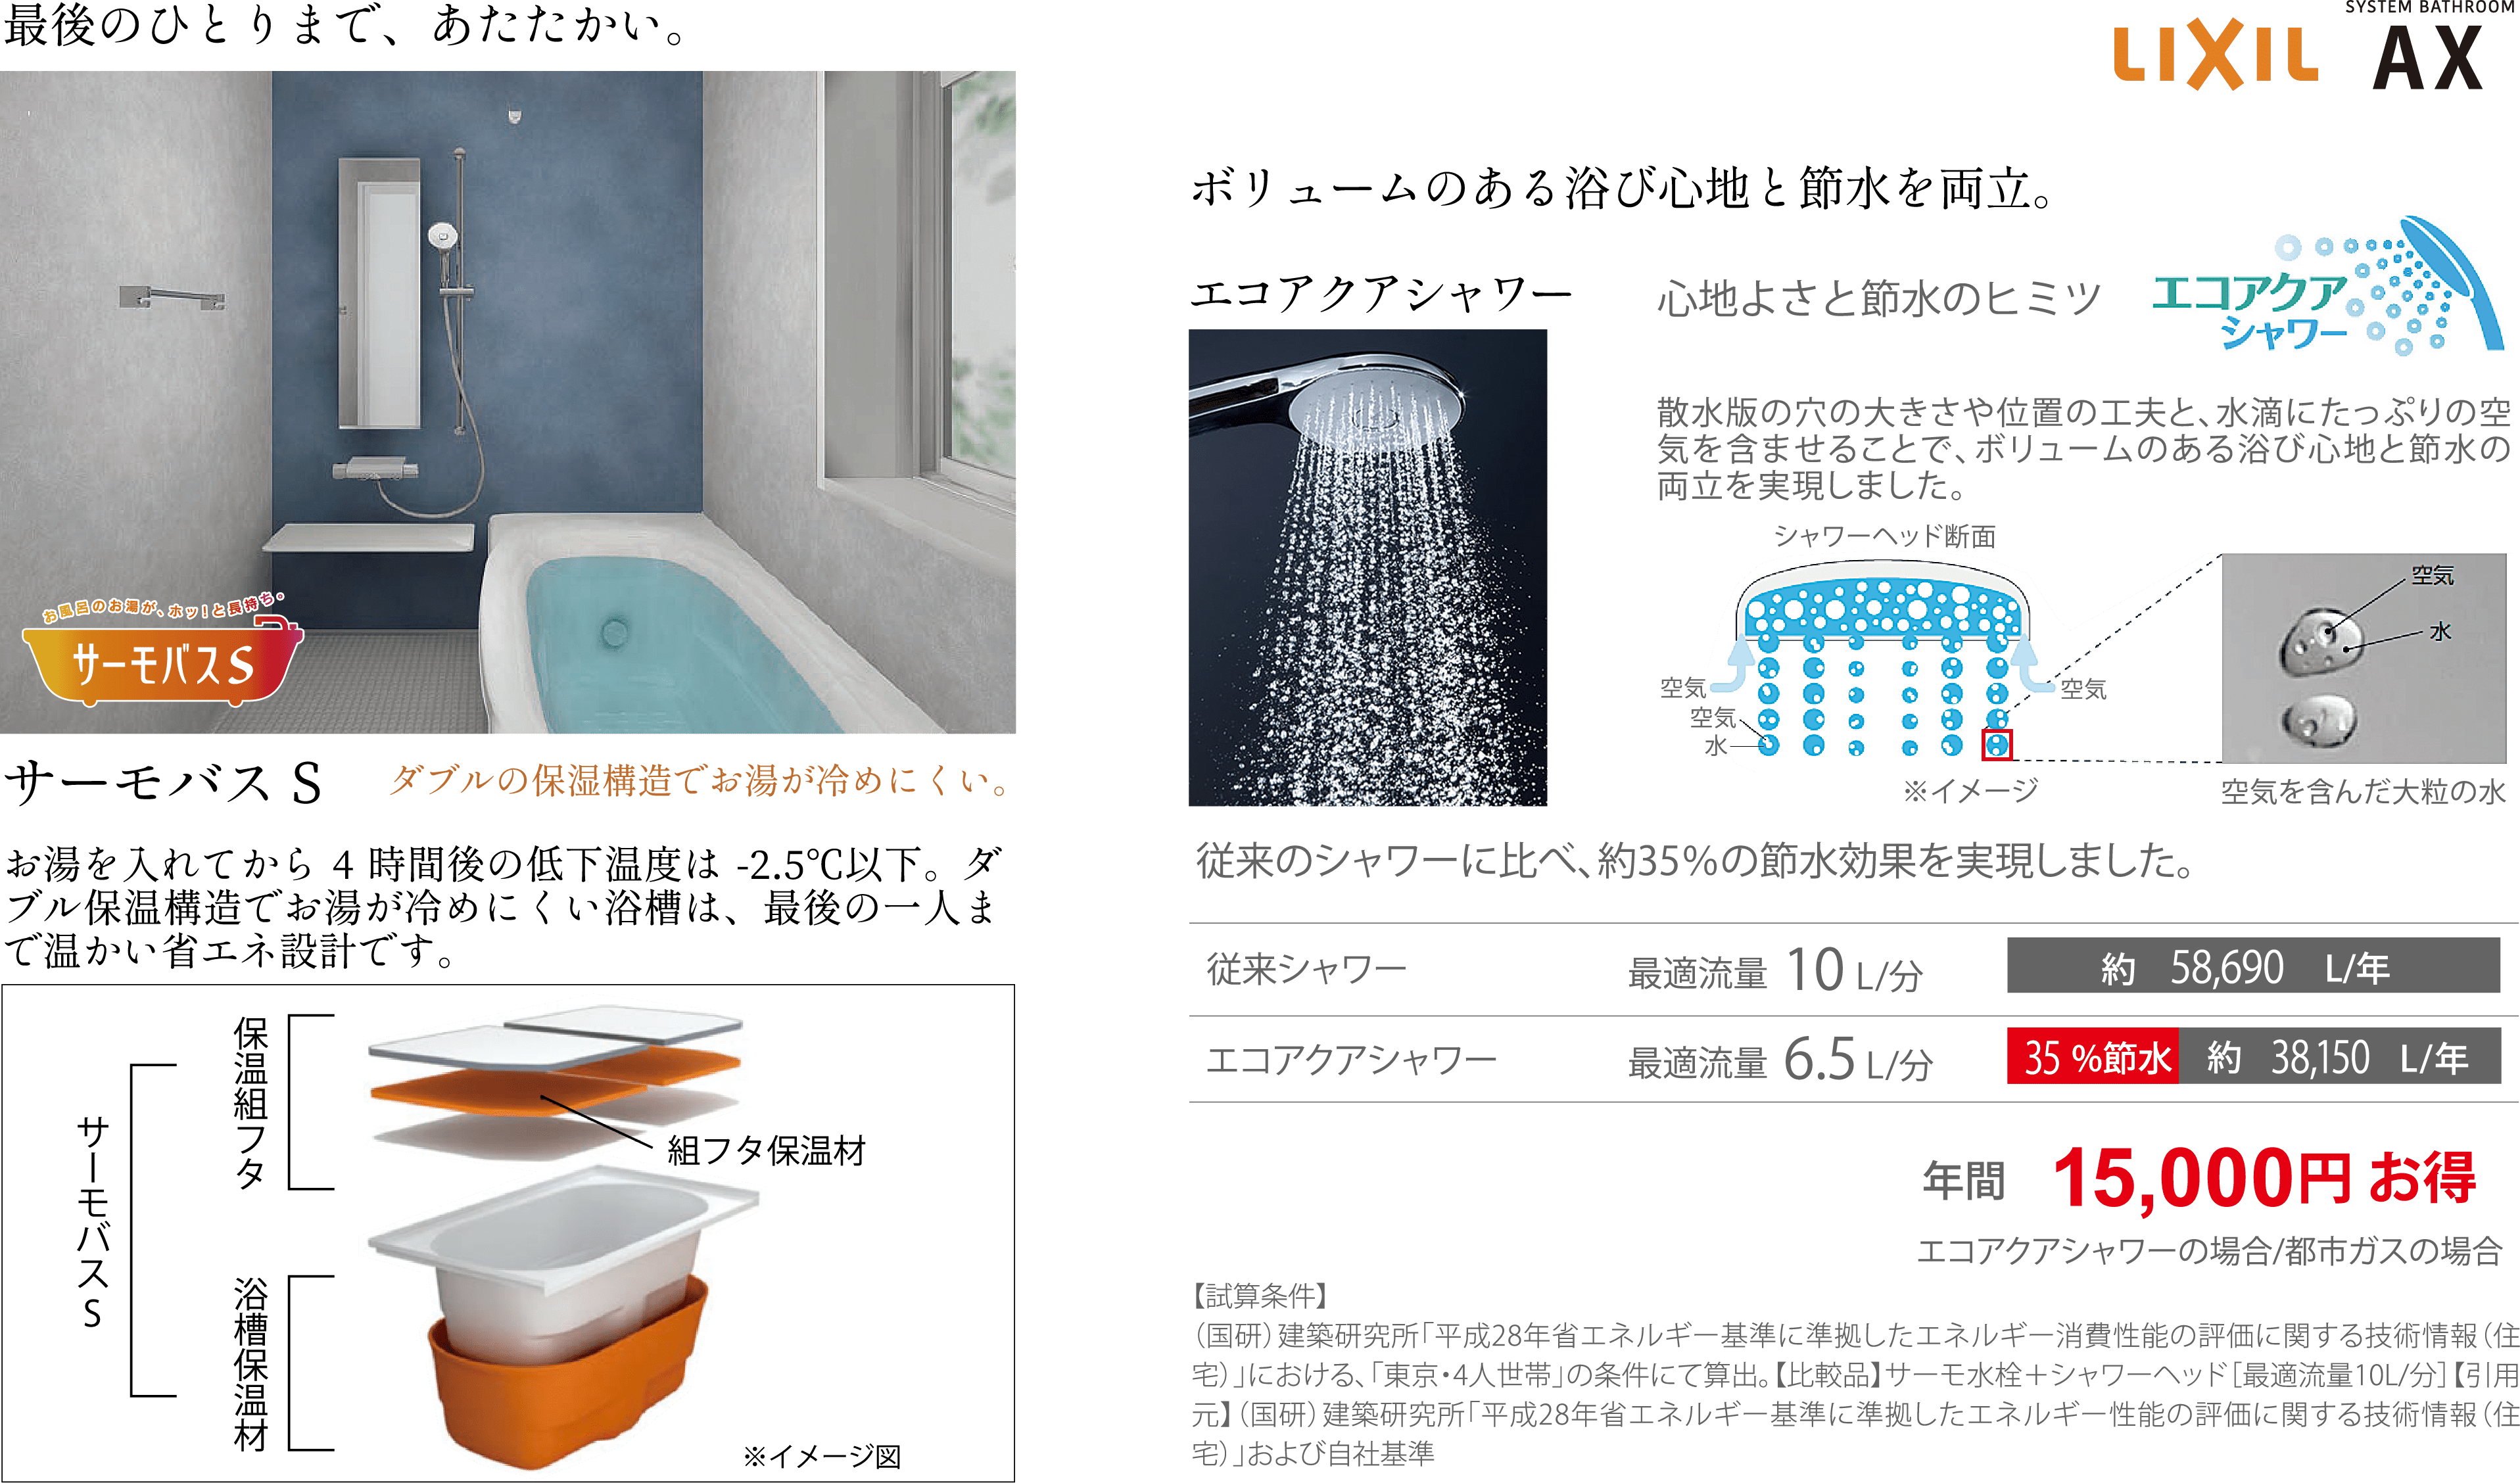 最後のひとりまで、あたたかい。
お風呂のお湯が、ホッ!と長持ち。
サーモバスS
サーモバス S
ダブルの保湿構造でお湯が冷めにくい。
お湯を入れてから 4 時間後の低下温度は -2.5℃以下。ダ
ブル保温構造でお湯が冷めにくい浴槽は、最後の一人ま
で温かい省エネ設計です。
サーモバスS
保温組フタ
組フタ保温材
浴槽保温材
※イメージ図
SYSTEM BATHROOM
LIXIL AX
ボリュームのある浴び心地と節水を両立。
エコアクアシャワー
心地よさと節水のヒミツ
エコアクア
シャワー
散水版の穴の大きさや位置の工夫と、水滴にたっぷりの空
気を含ませることで、ボリュームのある浴び心地と節水の
両立を実現しました。
シャワーヘッド断面
空気
空気
空気
水
※イメージ
空気
水
空気を含んだ大粒の水
従来のシャワーに比べ、約35%の節水効果を実現しました。
従来シャワー 最適流量 10 L/分 約 58,690 L/年
エコアクアシャワー 最適流量 6.5 L/分 35 %節水 約 38,150 L/年
年間 15,000円 お得
エコアクアシャワーの場合/都市ガスの場合
【試算条件】
（国研）建築研究所「平成28年省エネルギー基準に準拠したエネルギー消費性能の評価に関する技術情報（住
宅）」における、「東京・4人世帯」の条件にて算出。【比較品】サーモ水栓＋シャワーヘッド［最適流量10L/分］【引用
元】（国研）建築研究所「平成28年省エネルギー基準に準拠したエネルギー性能の評価に関する技術情報（住
宅）」および自社基準